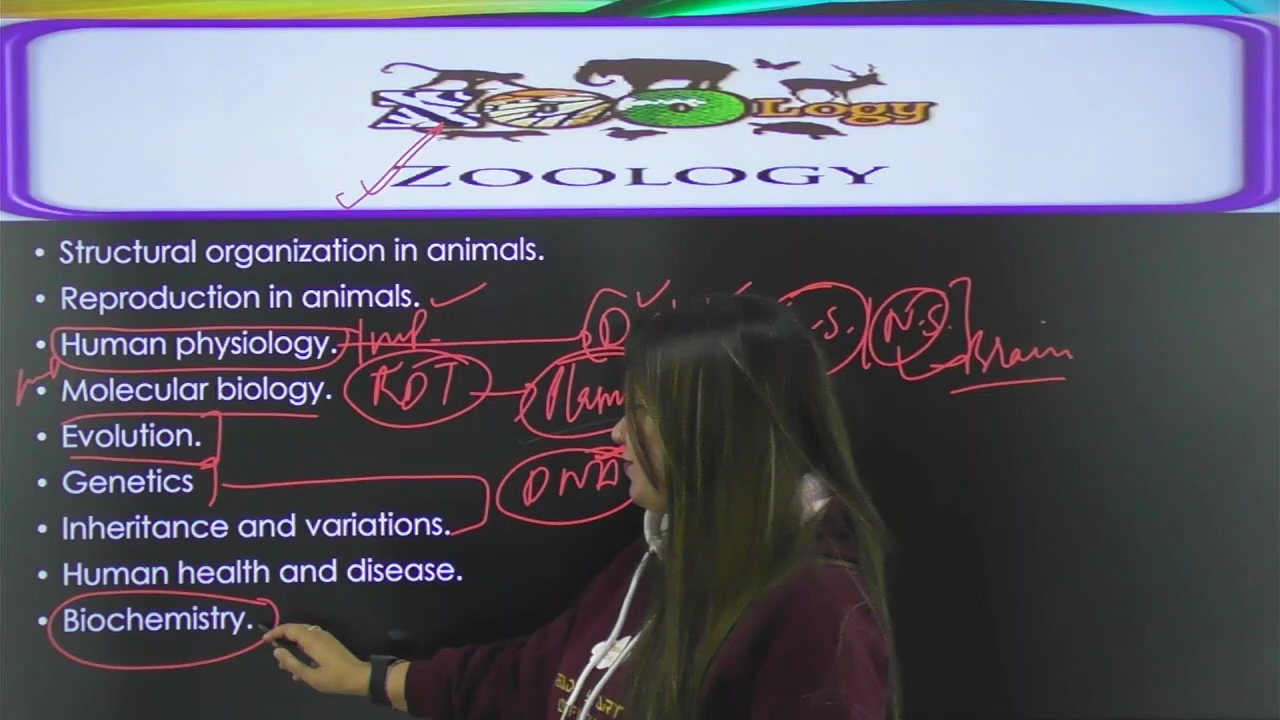 ZOOLogy
ZOOLOGY
• Structural organization in animals.
• Reproduction in animals.
• Human physiology. Imp. D .S. N.S. Brain
• Molecular biology. RDT
• Evolution.
• Genetics DNA
• Inheritance and variations.
• Human health and disease.
• Biochemistry.